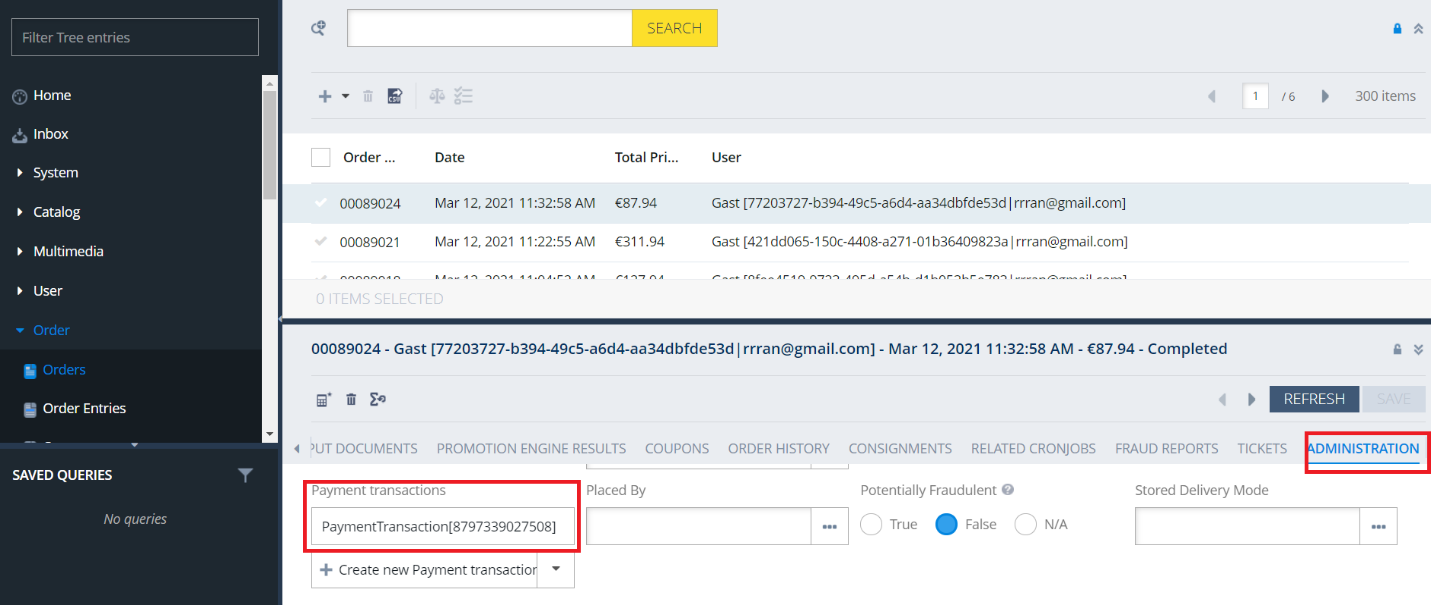 Filter Tree entries
Home
Inbox
System
Catalog
Multimedia
User
Order
Orders
Order Entries
SAVED QUERIES
No queries
SEARCH
CSV
1 / 6 300 items
Order ... Date Total Pri... User
00089024 Mar 12, 2021 11:32:58 AM €87.94 Gast [77203727-b394-49c5-a6d4-aa34dbfde53d|rrran@gmail.com]
00089021 Mar 12, 2021 11:22:55 AM €311.94 Gast [421dd065-150c-4408-a271-01b36409823a|rrran@gmail.com]
0 ITEMS SELECTED
00089024 - Gast [77203727-b394-49c5-a6d4-aa34dbfde53d|rrran@gmail.com] - Mar 12, 2021 11:32:58 AM - €87.94 - Completed
REFRESH SAVE
PUT DOCUMENTS PROMOTION ENGINE RESULTS COUPONS ORDER HISTORY CONSIGNMENTS RELATED CRONJOBS FRAUD REPORTS TICKETS ADMINISTRATION
Payment transactions Placed By Potentially Fraudulent ? Stored Delivery Mode
PaymentTransaction[8797339027508] ... True False N/A ...
Create new Payment transaction